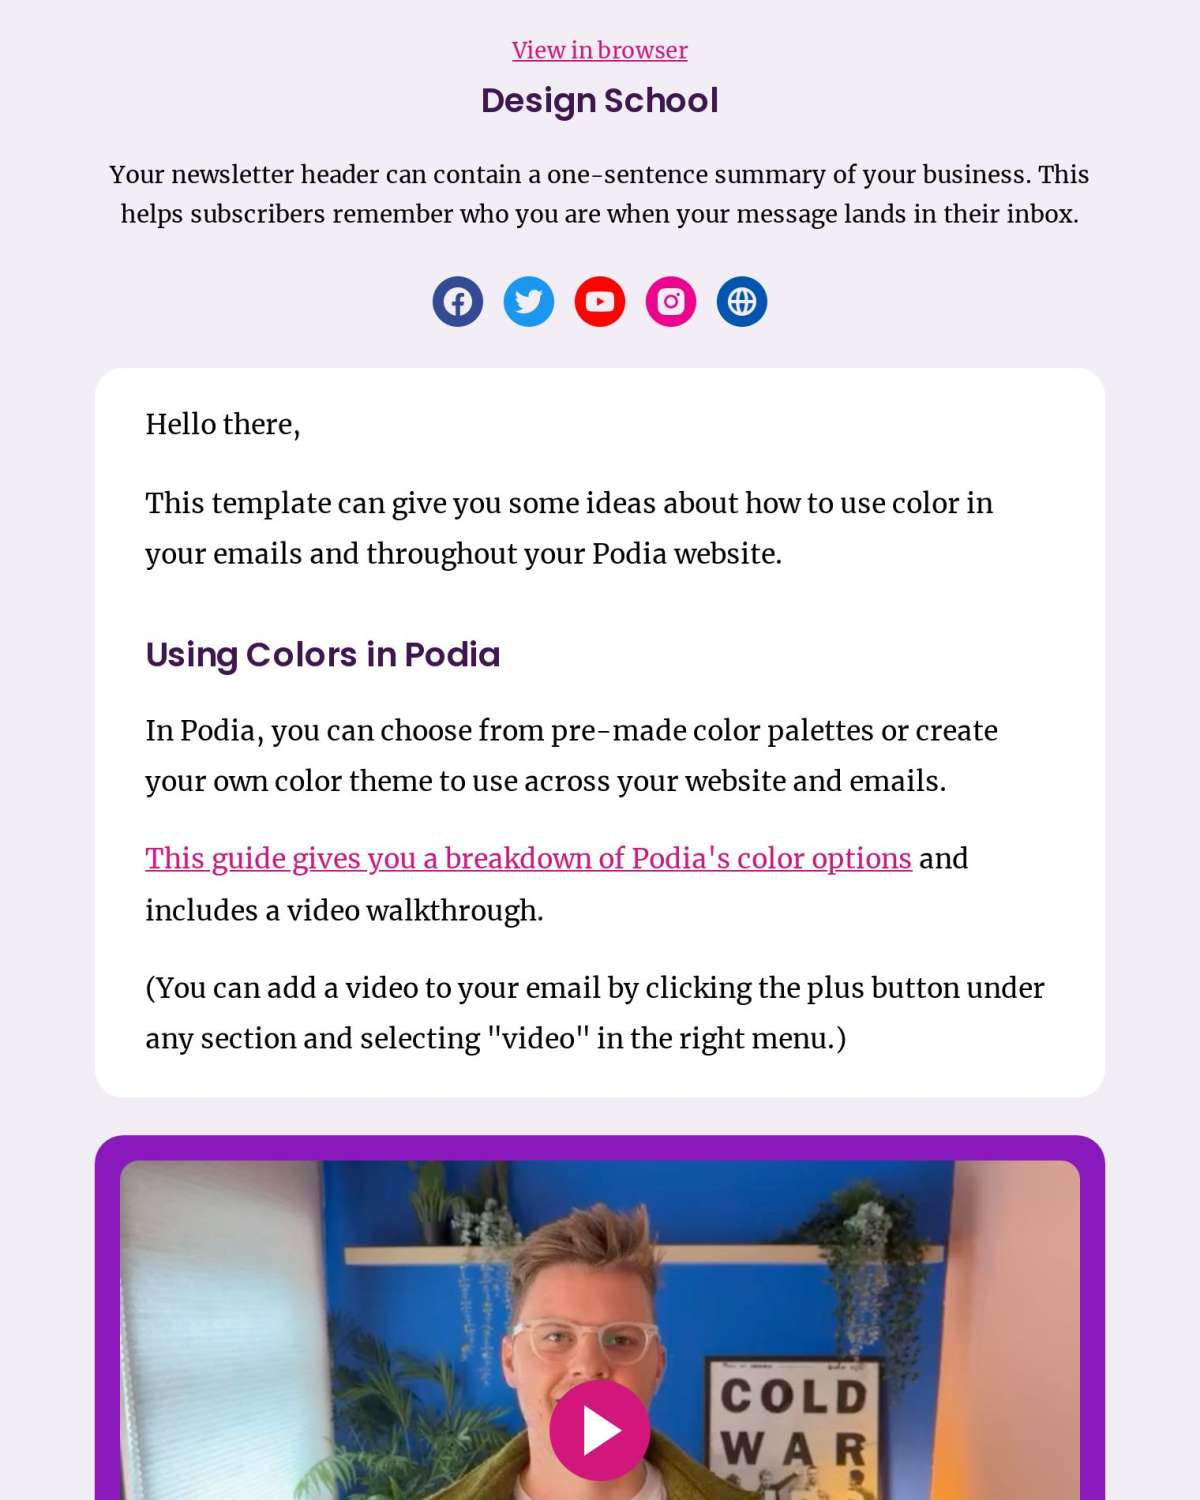 View in browser
Design School
Your newsletter header can contain a one-sentence summary of your business. This
helps subscribers remember who you are when your message lands in their inbox.
Hello there,
This template can give you some ideas about how to use color in
your emails and throughout your Podia website.
Using Colors in Podia
In Podia, you can choose from pre-made color palettes or create
your own color theme to use across your website and emails.
This guide gives you a breakdown of Podia's color options and
includes a video walkthrough.
(You can add a video to your email by clicking the plus button under
any section and selecting "video" in the right menu.)
COLD
WAR